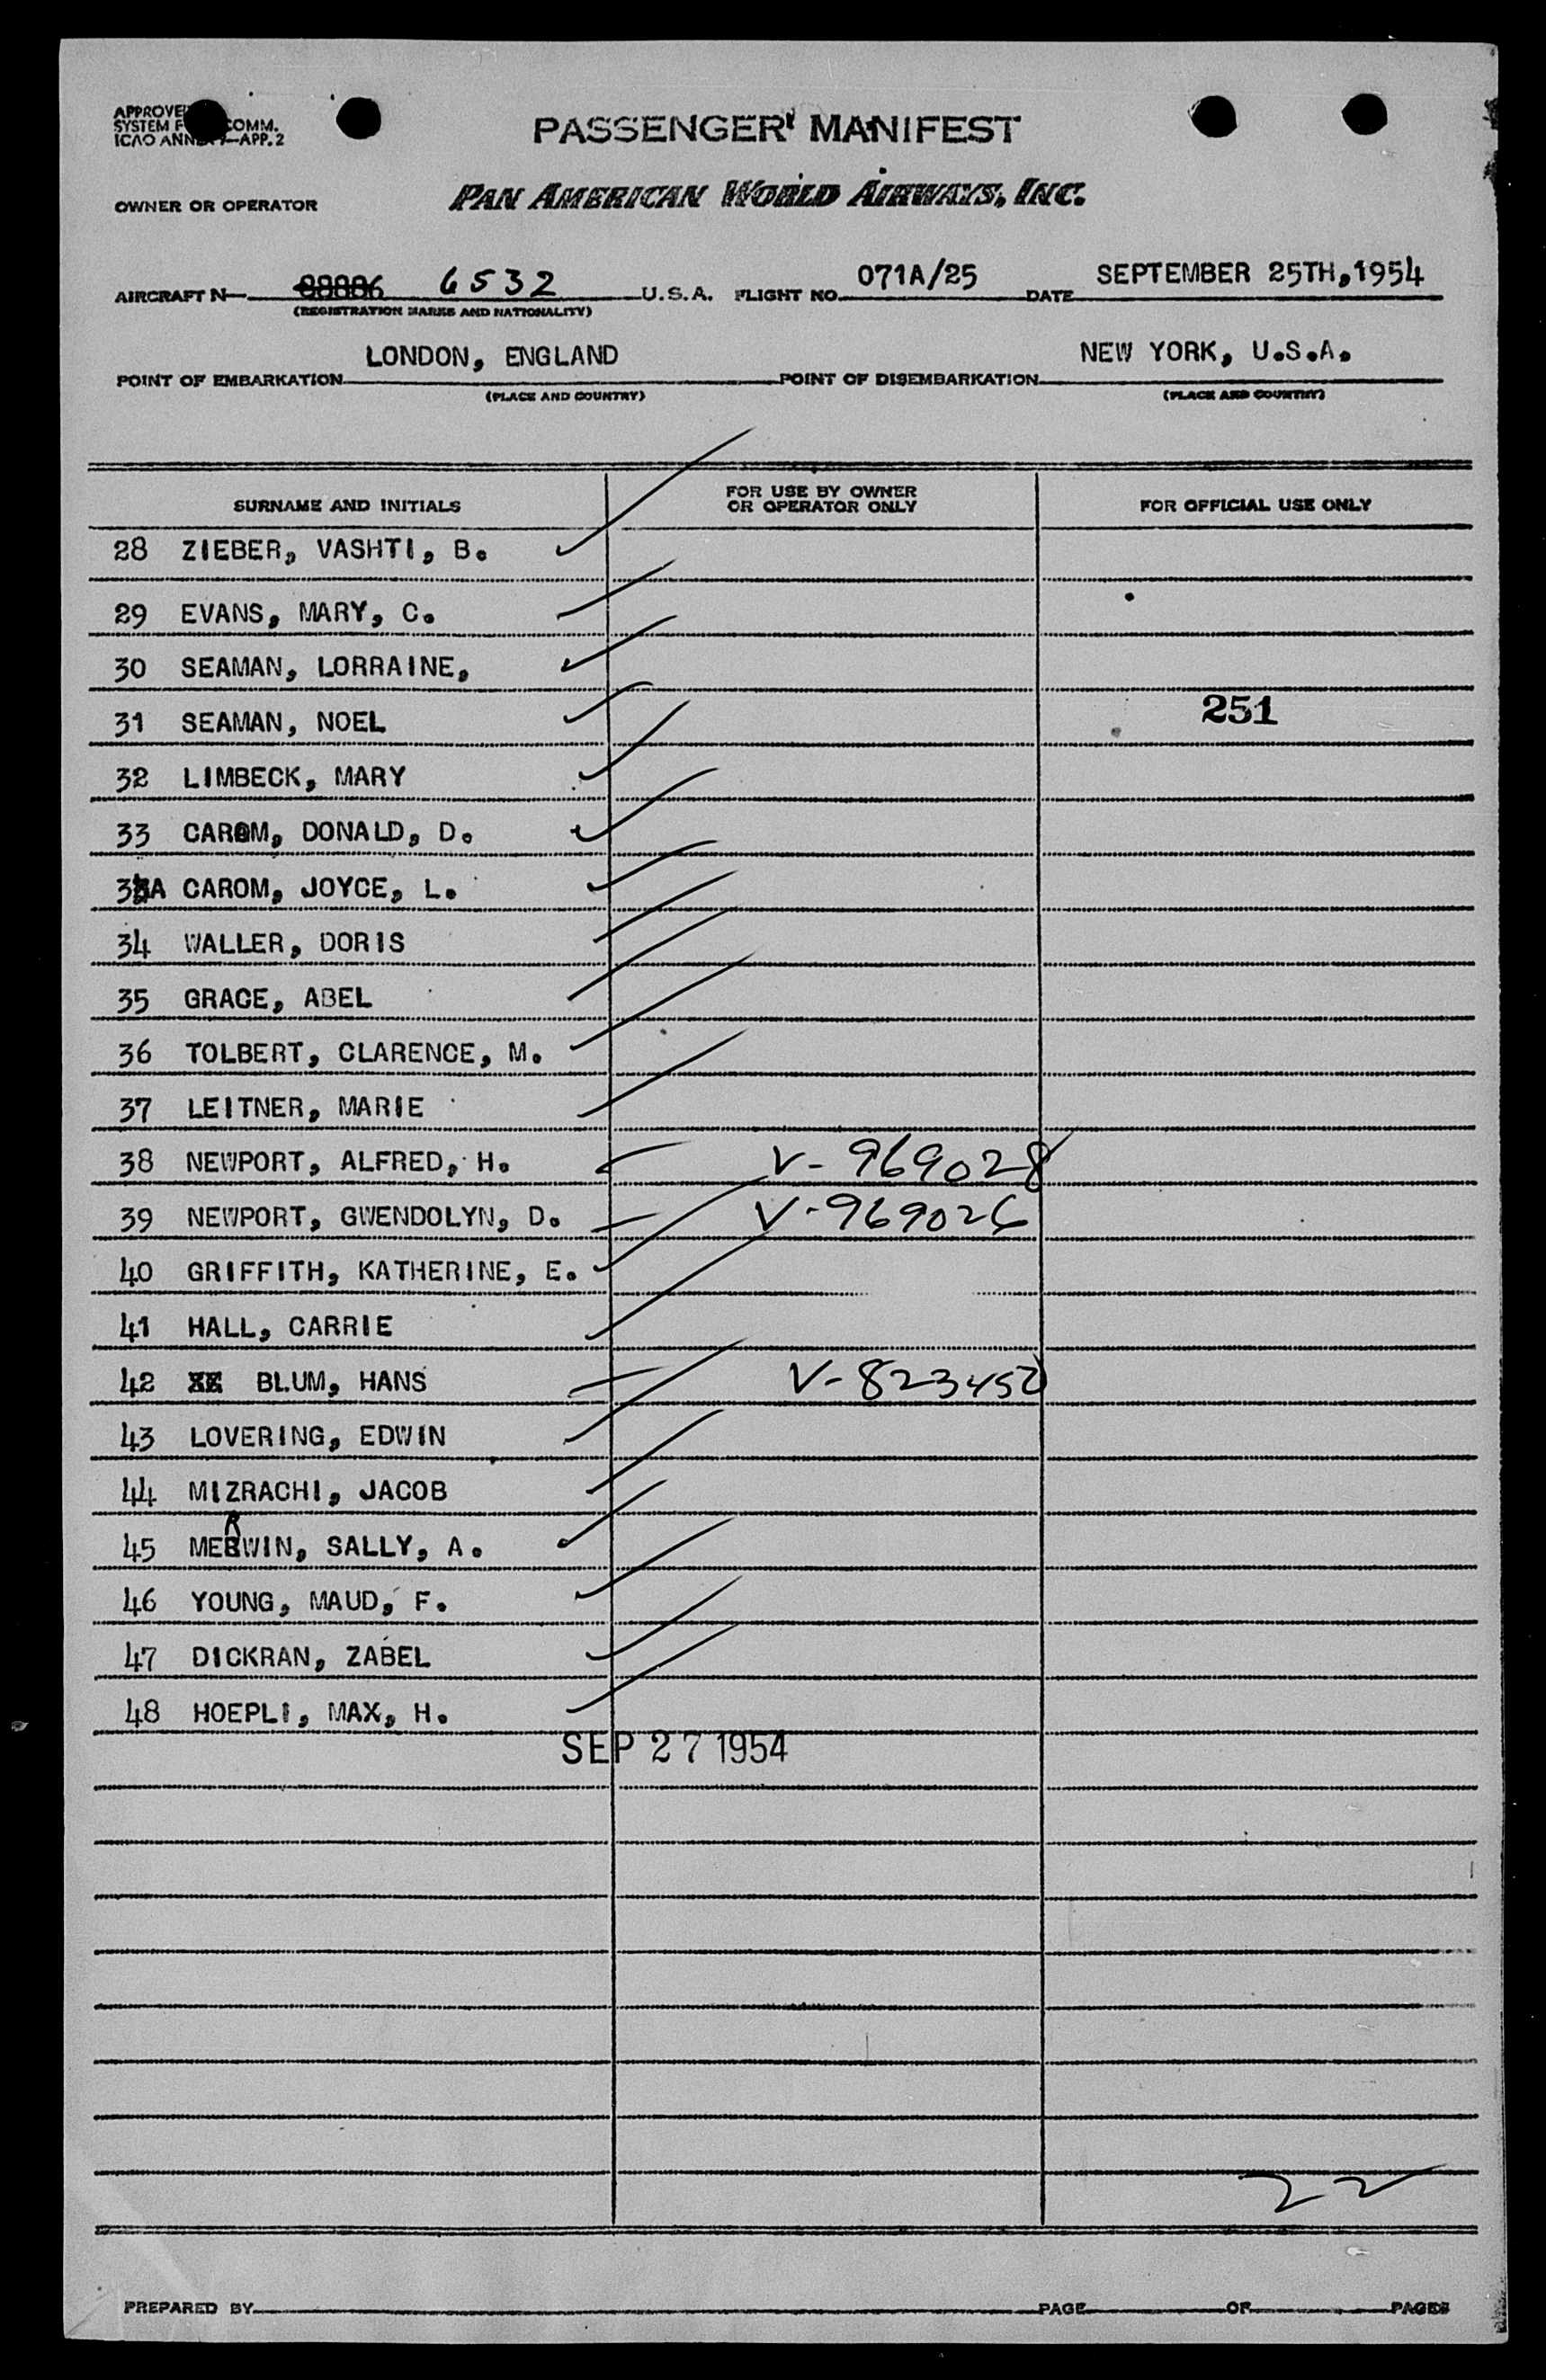 APPROVE
SYSTEM F COMM.
ICAO ANNEX 9—APP. 2
PASSENGER MANIFEST
OWNER OR OPERATOR PAN AMERICAN WORLD AIRWAYS, INC.
AIRCRAFT N— 88886 6532 U.S.A. FLIGHT NO. 071A/25 DATE SEPTEMBER 25TH,1954
(REGISTRATION MARKS AND NATIONALITY)
POINT OF EMBARKATION LONDON, ENGLAND POINT OF DISEMBARKATION NEW YORK, U.S.A.
(PLACE AND COUNTRY) (PLACE AND COUNTRY)
SURNAME AND INITIALS FOR USE BY OWNER OR OPERATOR ONLY FOR OFFICIAL USE ONLY
28 ZIEBER, VASHTI, B.
29 EVANS, MARY, C.
30 SEAMAN, LORRAINE,
31 SEAMAN, NOEL 251
32 LIMBECK, MARY
33 CAROM, DONALD, D.
33A CAROM, JOYCE, L.
34 WALLER, DORIS
35 GRACE, ABEL
36 TOLBERT, CLARENCE, M.
37 LEITNER, MARIE
38 NEWPORT, ALFRED, H. V-969028
39 NEWPORT, GWENDOLYN, D. V-969026
40 GRIFFITH, KATHERINE, E.
41 HALL, CARRIE
42 BLUM, HANS V-823450
43 LOVERING, EDWIN
44 MIZRACHI, JACOB
45 MERWIN, SALLY, A.
46 YOUNG, MAUD, F.
47 DICKRAN, ZABEL
48 HOEPLI, MAX, H.
SEP 27 1954
22
PREPARED BY PAGE OF PAGES